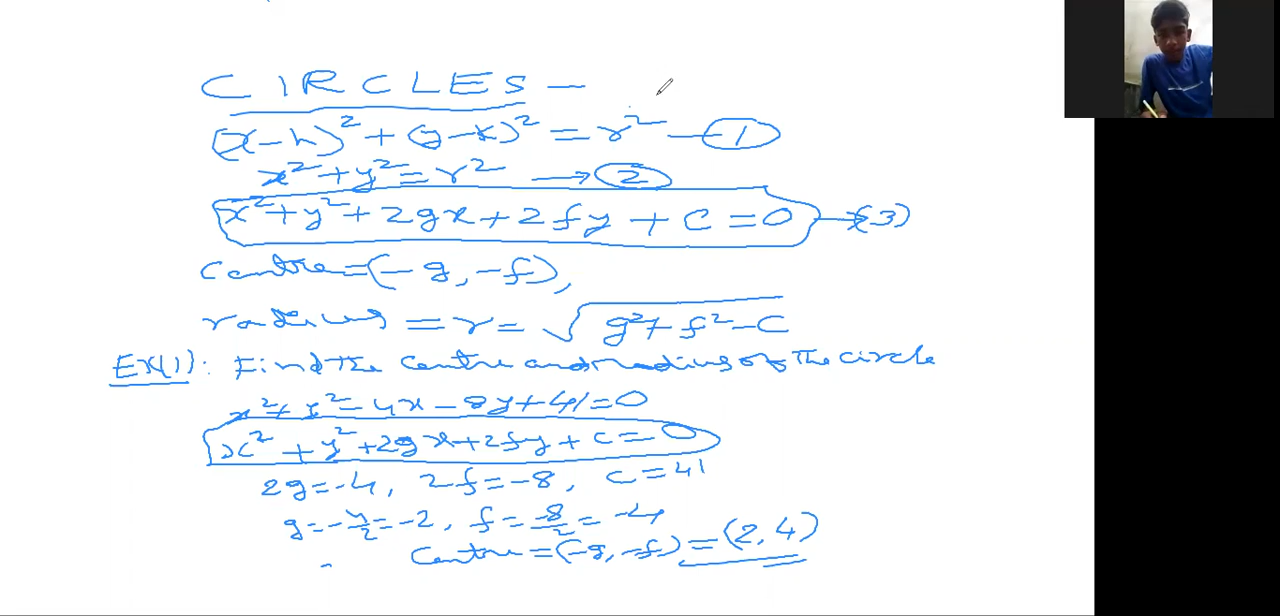 CIRCLES —
(x-h)² + (y-k)² = r² — 1
x² + y² = r² → 2
x² + y² + 2gx + 2fy + c = 0 → (3)
centre = (-g, -f),
radius = r = √g² + f² - c
EX(1): Find the centre and radius of the circle
x² + y² - 4x - 8y + 41 = 0
x² + y² + 2gx + 2fy + c = 0
2g = -4, 2f = -8, c = 41
g = -4/2 = -2, f = -8/2 = -4
centre = (-g, -f) = (2, 4)